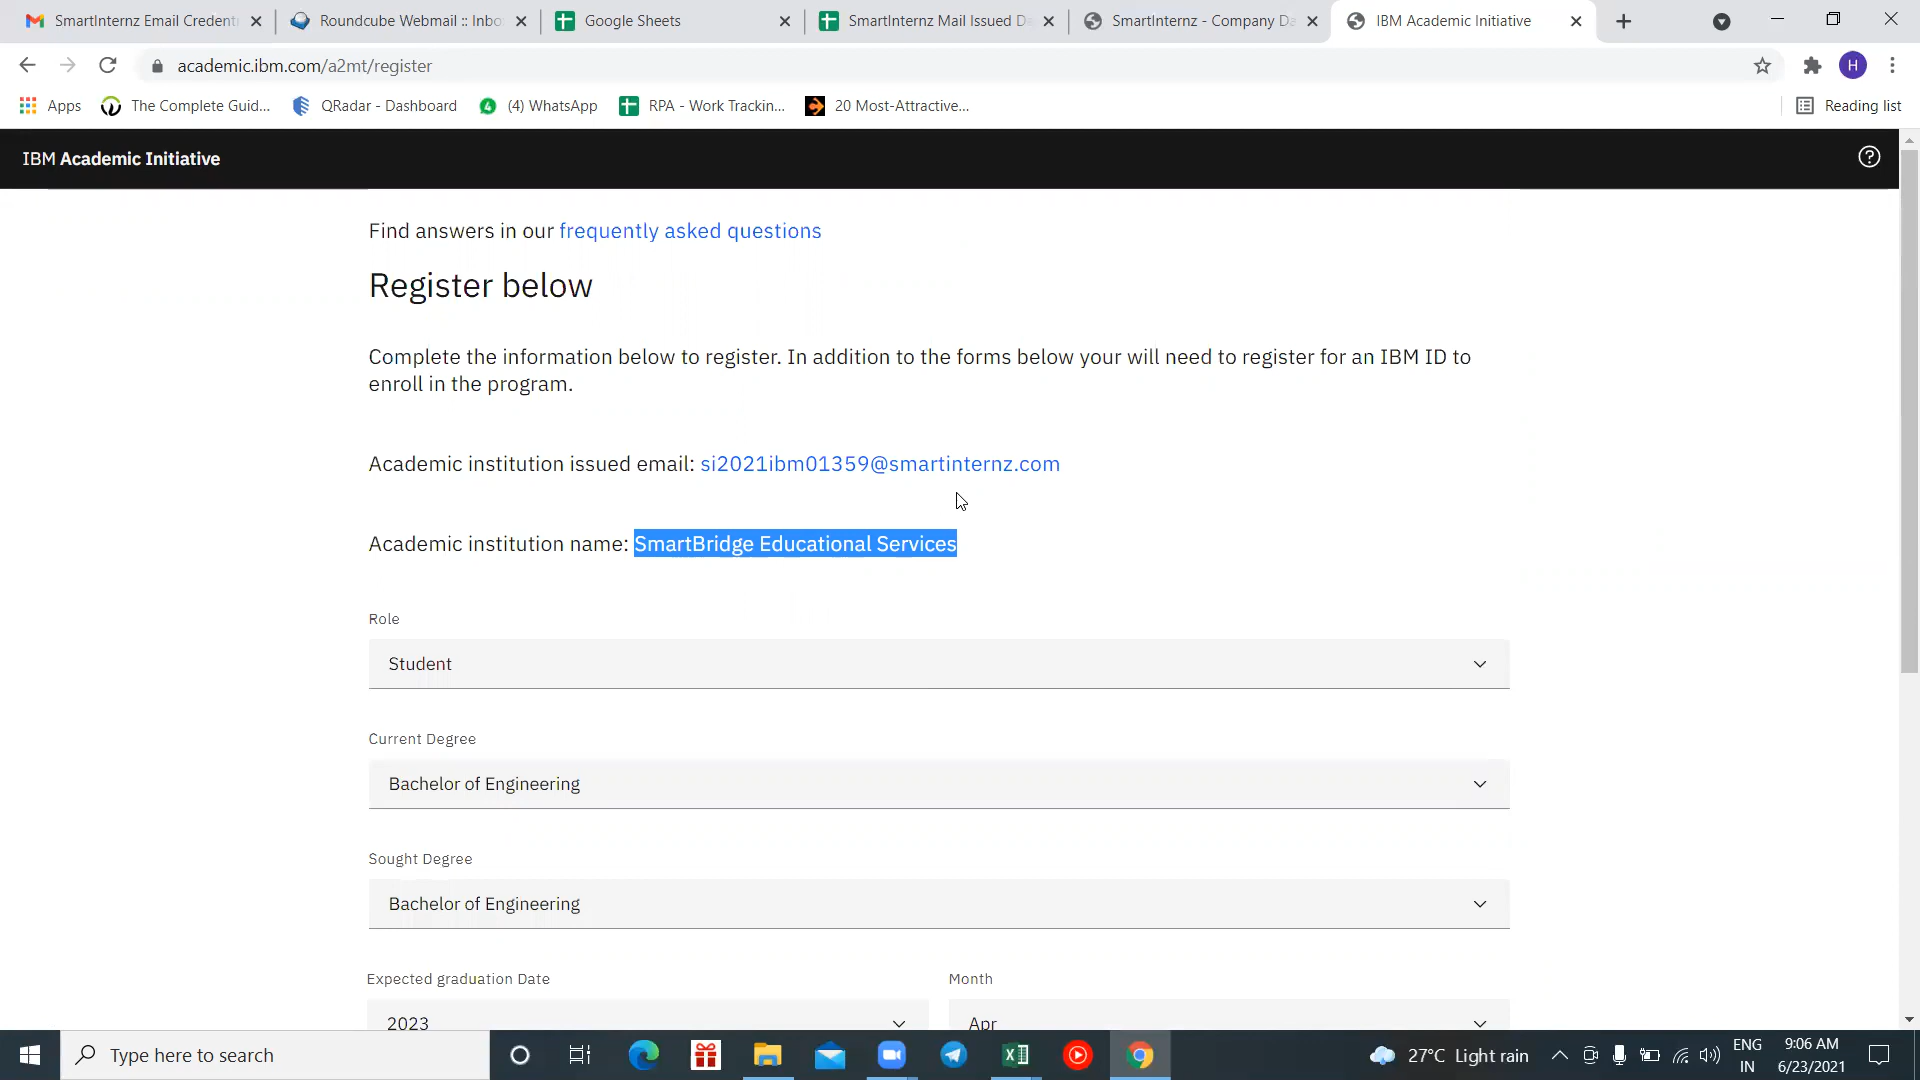 SmartInternz Email Credent
Roundcube Webmail :: Inbo
Google Sheets
SmartInternz Mail Issued D
SmartInternz - Company Da
IBM Academic Initiative
academic.ibm.com/a2mt/register
H
Apps
The Complete Guid...
QRadar - Dashboard
(4) WhatsApp
RPA - Work Trackin...
20 Most-Attractive...
Reading list
IBM Academic Initiative
Find answers in our frequently asked questions
Register below
Complete the information below to register. In addition to the forms below your will need to register for an IBM ID to
enroll in the program.
Academic institution issued email: si2021ibm01359@smartinternz.com
Academic institution name: SmartBridge Educational Services
Role
Student
Current Degree
Bachelor of Engineering
Sought Degree
Bachelor of Engineering
Expected graduation Date
Month
2023
Apr
Type here to search
27°C Light rain
ENG
IN
9:06 AM
6/23/2021